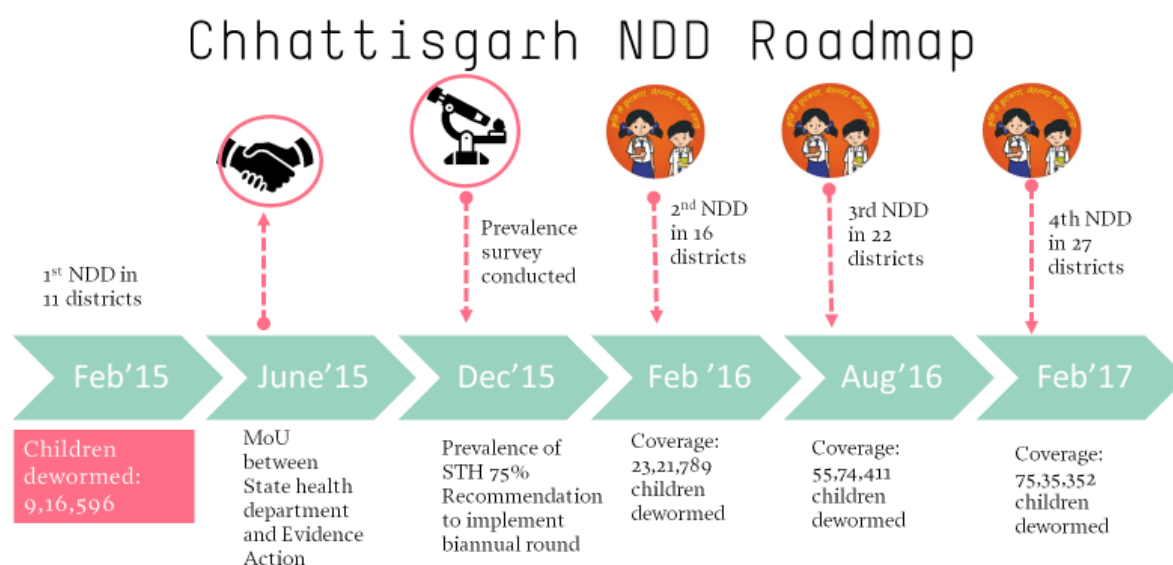 Chhattisgarh NDD Roadmap
1st NDD in
11 districts
Prevalence
survey
conducted
2nd NDD
in 16
districts
3rd NDD
in 22
districts
4th NDD
in 27
districts
Feb'15
June'15
Dec'15
Feb '16
Aug'16
Feb'17
Children
dewormed:
9,16,596
MoU
between
State health
department
and Evidence
Action
Prevalence of
STH 75%
Recommendation
to implement
biannual round
Coverage:
23,21,789
children
dewormed
Coverage:
55,74,411
children
dewormed
Coverage:
75,35,352
children
dewormed